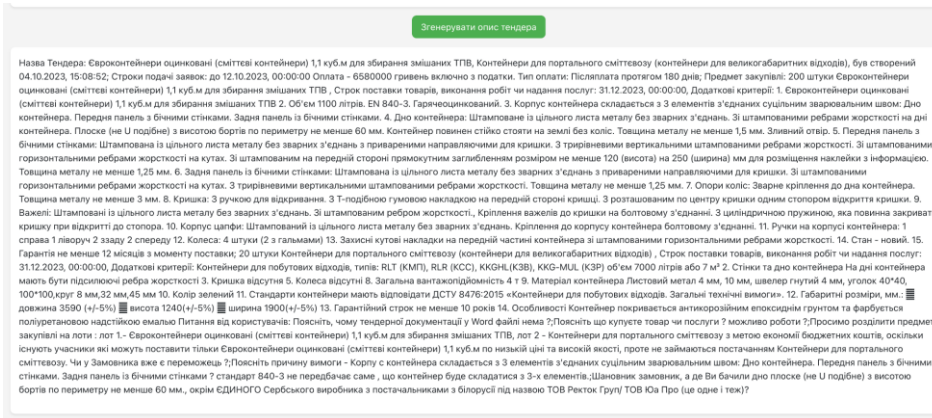 Згенерувати опис тендера
Назва Тендера: Євроконтейнери оцинковані (сміттєві контейнери) 1,1 куб.м для збирання змішаних ТПВ, Контейнери для портального сміттєвозу (контейнери для великогабаритних відходів), був створений
04.10.2023, 15:08:52; Строки подачі заявок: до 12.10.2023, 00:00:00 Оплата - 6580000 гривень включно з податки. Тип оплати: Післяплата протягом 180 днів; Предмет закупівлі: 200 штуки Євроконтейнери
оцинковані (сміттєві контейнери) 1,1 куб.м для збирання змішаних ТПВ , Строк поставки товарів, виконання робіт чи надання послуг: 31.12.2023, 00:00:00, Додаткові критерії: 1. Євроконтейнери оцинковані
(сміттєві контейнери) 1,1 куб.м для збирання змішаних ТПВ 2. Об'єм 1100 літрів. EN 840-3. Гарячеоцинкований. 3. Корпус контейнера складається з 3 елементів з'єднаних суцільним зварювальним швом: Дно
контейнера. Передня панель з бічними стінками. Задня панель із бічними стінками. 4. Дно контейнера: Штамповане із цільного листа металу без зварних з'єднань. Зі штампованими ребрами жорсткості на дні
контейнера. Плоске (не U подібне) з висотою бортів по периметру не менше 60 мм. Контейнер повинен стійко стояти на землі без коліс. Товщина металу не менше 1,5 мм. Зливний отвір. 5. Передня панель з
бічними стінками: Штампована із цільного листа металу без зварних з'єднань з привареними направляючими для кришки. З трирівневими вертикальними штампованими ребрами жорсткості. Зі штампованими
горизонтальними ребрами жорсткості на кутах. Зі штампованим на передній стороні прямокутним заглибленням розміром не менше 120 (висота) на 250 (ширина) мм для розміщення наклейки з інформацією.
Товщина металу не менше 1,25 мм. 6. Задня панель із бічними стінками: Штампована із цільного листа металу без зварних з'єднань з привареними направляючими для кришки. Зі штампованими
горизонтальними ребрами жорсткості на кутах. З трирівневими вертикальними штампованими ребрами жорсткості. Товщина металу не менше 1,25 мм. 7. Опори коліс: Зварне кріплення до дна контейнера.
Товщина металу не менше 3 мм. 8. Кришка: З ручкою для відкривання. З Т-подібною гумовою накладкою на передній стороні кришці. З розташованим по центру кришки одним стопором відкриття кришки. 9.
Важелі: Штамповані із цільного листа металу без зварних з'єднань. Зі штампованим ребром жорсткості., Кріплення важелів до кришки на болтовому з'єднанні. З циліндричною пружиною, яка повинна закриват
кришку при відкритті до стопора. 10. Корпус цапфи: Штампований із цільного листа металу без зварних з'єднань. Кріплення до корпусу контейнера болтовому з'єднанні. 11. Ручки на корпусі контейнера: 1
справа 1 ліворуч 2 ззаду 2 спереду 12. Колеса: 4 штуки (2 з гальмами) 13. Захисні кутові накладки на передній частині контейнера зі штампованими горизонтальними ребрами жорсткості. 14. Стан - новий. 15.
Гарантія не менше 12 місяців з моменту поставки; 20 штуки Контейнери для портального сміттєвозу (контейнери для великогабаритних відходів) , Строк поставки товарів, виконання робіт чи надання послуг:
31.12.2023, 00:00:00, Додаткові критерії: Контейнери для побутових відходів, типів: RLT (КМП), RLR (КСС), KKGHL(КЗВ), KKG-MUL (КЗР) об'єм 7000 літрів або 7 м³ 2. Стінки та дно контейнера На дні контейнера
мають бути підсилюючі ребра жорсткості 3. Кришка відсутня 5. Колеса відсутні 8. Загальна вантажопідйомність 4 т 9. Матеріал контейнера Листовий метал 4 мм, 10 мм, швелер гнутий 4 мм, уголок 40*40,
100*100,круг 8 мм,32 мм,45 мм 10. Колір зелений 11. Стандарти контейнери мають відповідати ДСТУ 8476:2015 «Контейнери для побутових відходів. Загальні технічні вимоги». 12. Габаритні розміри, мм.:
довжина 3590 (+/-5%) висота 1240(+/-5%) ширина 1900(+/-5%) 13. Гарантійний строк не менше 10 років 14. Особливості Контейнер покривається антикорозійним епоксидним грунтом та фарбується
поліуретановою надстійкою емаллю Питання від користувачів: Поясніть, чому тендерної документації у Word файлі нема ?;Поясніть що купуєте товар чи послуги ? можливо роботи ?;Просимо розділити предмет
закупівлі на лоти : лот 1.- Євроконтейнери оцинковані (сміттєві контейнери) 1,1 куб.м для збирання змішаних ТПВ, лот 2 - Контейнери для портального сміттєвозу з метою економії бюджетних коштів, оскільки
існують учасники які можуть поставити тільки Євроконтейнери оцинковані (сміттєві контейнери) 1,1 куб.м по низькій ціні та високій якості, проте не займаються постачанням Контейнери для портального
сміттєвозу. Чи у Замовника вже є переможець ?;Поясніть причину вимоги - Корпу с контейнера складається з 3 елементів з'єднаних суцільним зварювальним швом: Дно контейнера. Передня панель з бічними
стінками. Задня панель із бічними стінками ? стандарт 840-3 не передбачає саме , що контейнер буде складатися з 3-х елементів.;Шановник замовник, а де Ви бачили дно плоске (не U подібне) з висотою
бортів по периметру не менше 60 мм., окрім ЄДИНОГО Сербського виробника з постачальниками з білорусії під назвою ТОВ Ректок Груп/ ТОВ Юа Про (це одне і теж)?